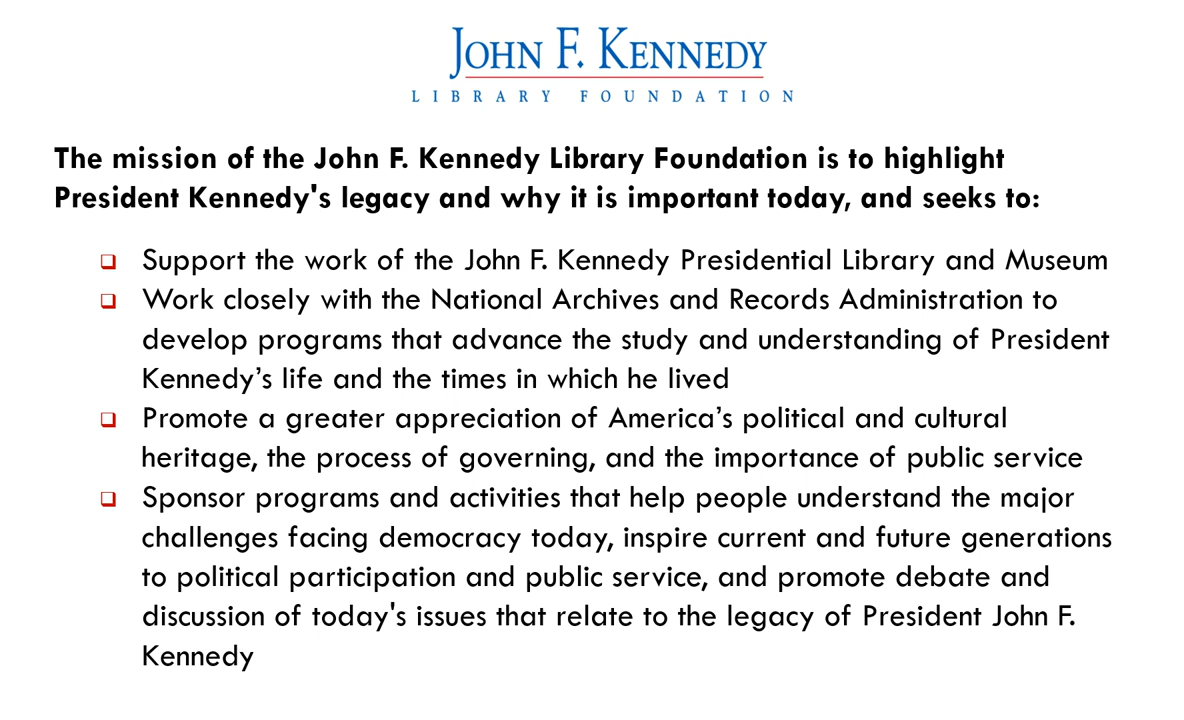 JOHN F. KENNEDY
LIBRARY FOUNDATION
The mission of the John F. Kennedy Library Foundation is to highlight
President Kennedy's legacy and why it is important today, and seeks to:
❑ Support the work of the John F. Kennedy Presidential Library and Museum
❑ Work closely with the National Archives and Records Administration to
develop programs that advance the study and understanding of President
Kennedy’s life and the times in which he lived
❑ Promote a greater appreciation of America’s political and cultural
heritage, the process of governing, and the importance of public service
❑ Sponsor programs and activities that help people understand the major
challenges facing democracy today, inspire current and future generations
to political participation and public service, and promote debate and
discussion of today's issues that relate to the legacy of President John F.
Kennedy